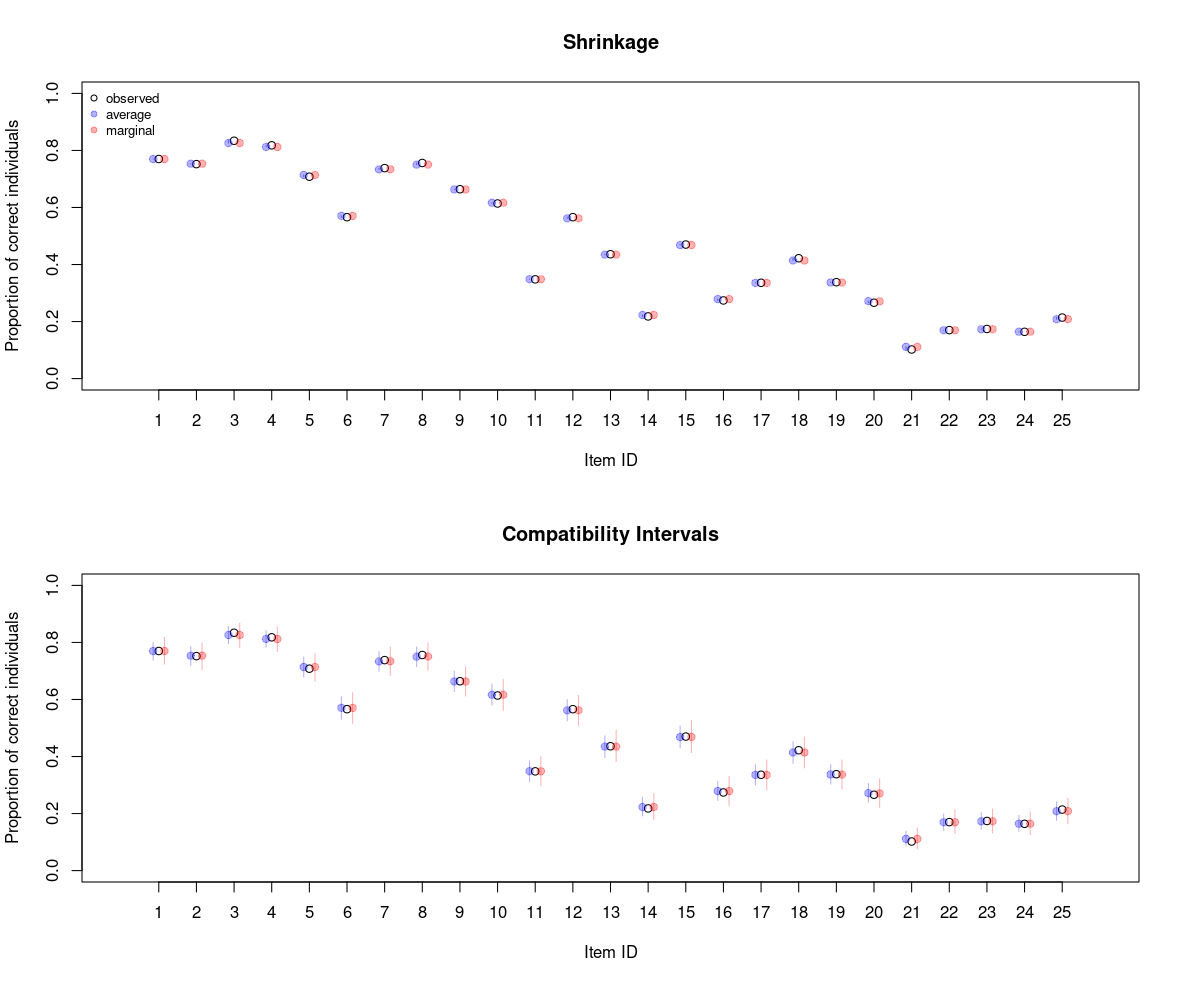 Shrinkage
Proportion of correct individuals
1.0
0.8
0.6
0.4
0.2
0.0
observed
average
marginal
1 2 3 4 5 6 7 8 9 10 11 12 13 14 15 16 17 18 19 20 21 22 23 24 25
Item ID
Compatibility Intervals
Proportion of correct individuals
1.0
0.8
0.6
0.4
0.2
0.0
1 2 3 4 5 6 7 8 9 10 11 12 13 14 15 16 17 18 19 20 21 22 23 24 25
Item ID